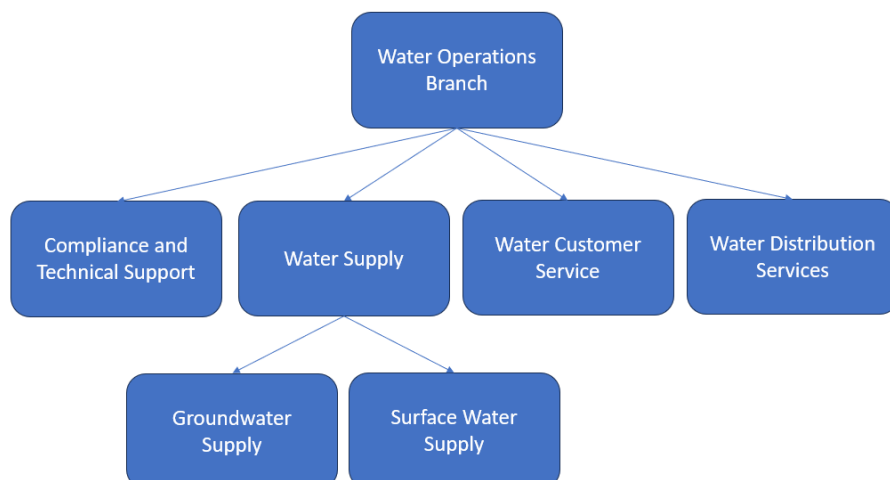 Water Operations
Branch
Compliance and
Technical Support
Water Supply
Water Customer
Service
Water Distribution
Services
Groundwater
Supply
Surface Water
Supply